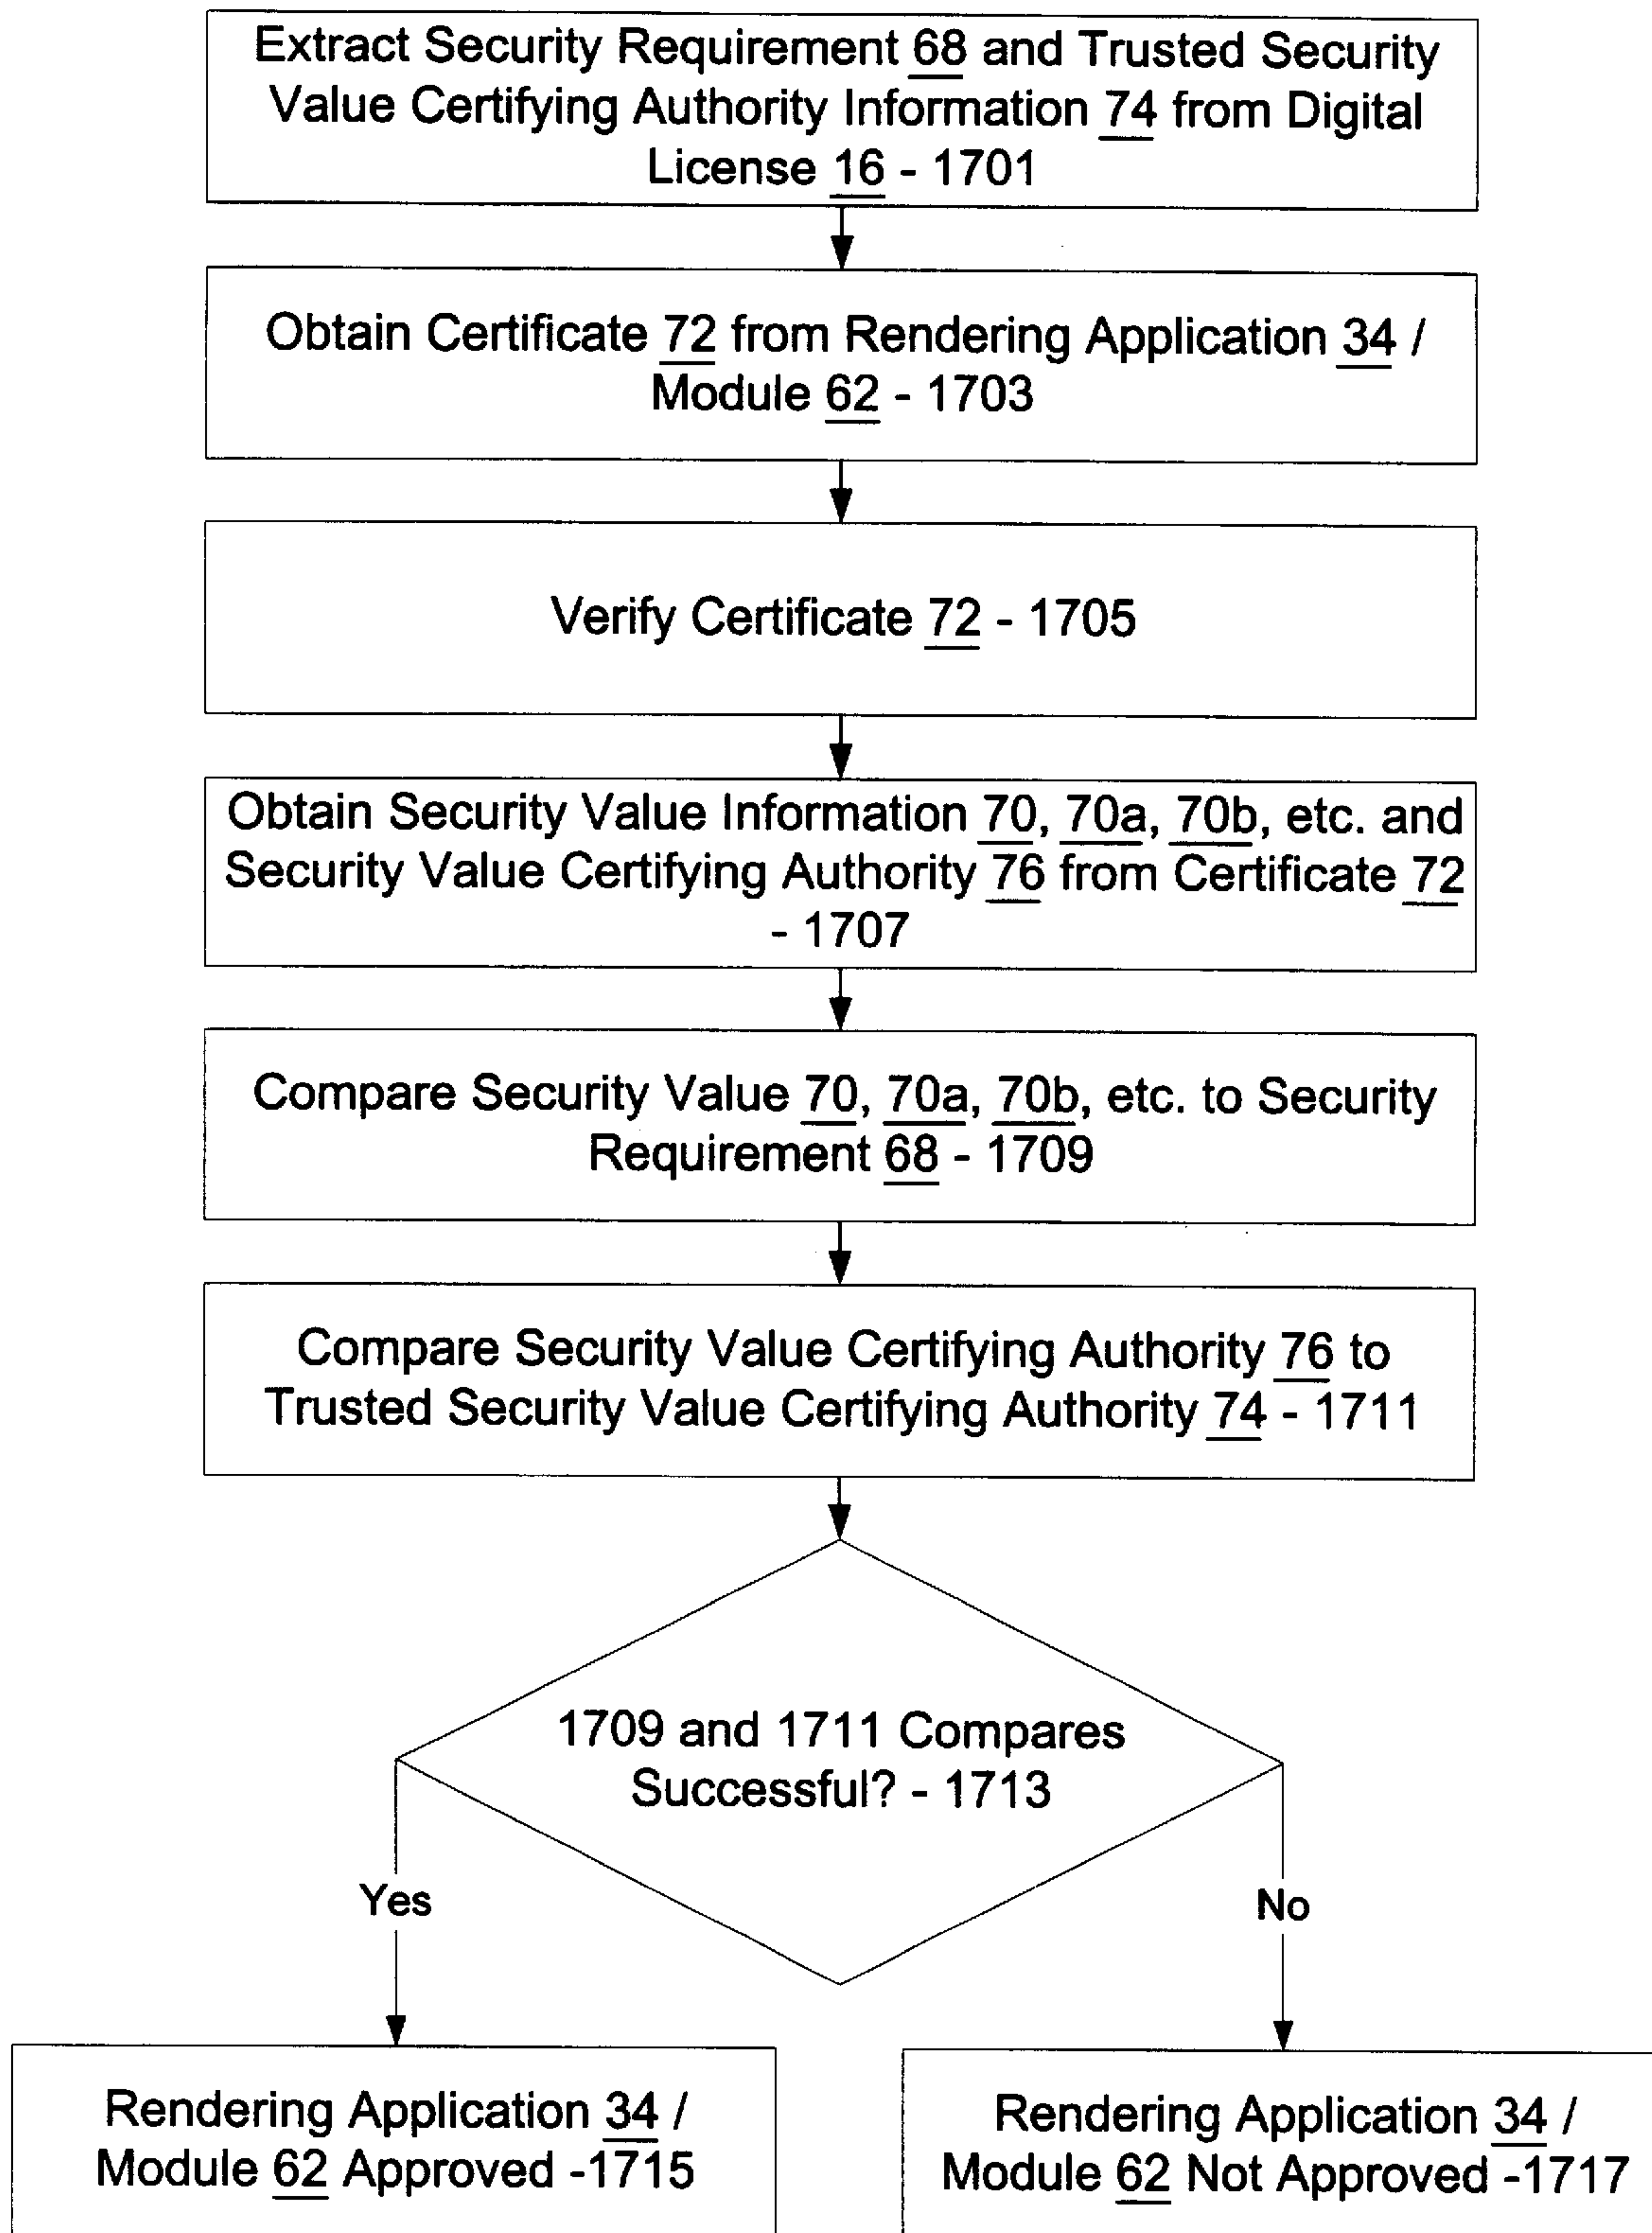 Extract Security Requirement 68 and Trusted Security
Value Certifying Authority Information 74 from Digital
License 16 - 1701
Obtain Certificate 72 from Rendering Application 34 /
Module 62 - 1703
Verify Certificate 72 - 1705
Obtain Security Value Information 70, 70a, 70b, etc. and
Security Value Certifying Authority 76 from Certificate 72
- 1707
Compare Security Value 70, 70a, 70b, etc. to Security
Requirement 68 - 1709
Compare Security Value Certifying Authority 76 to
Trusted Security Value Certifying Authority 74 - 1711
1709 and 1711 Compares
Successful? - 1713
Yes
No
Rendering Application 34 /
Module 62 Approved -1715
Rendering Application 34 /
Module 62 Not Approved -1717